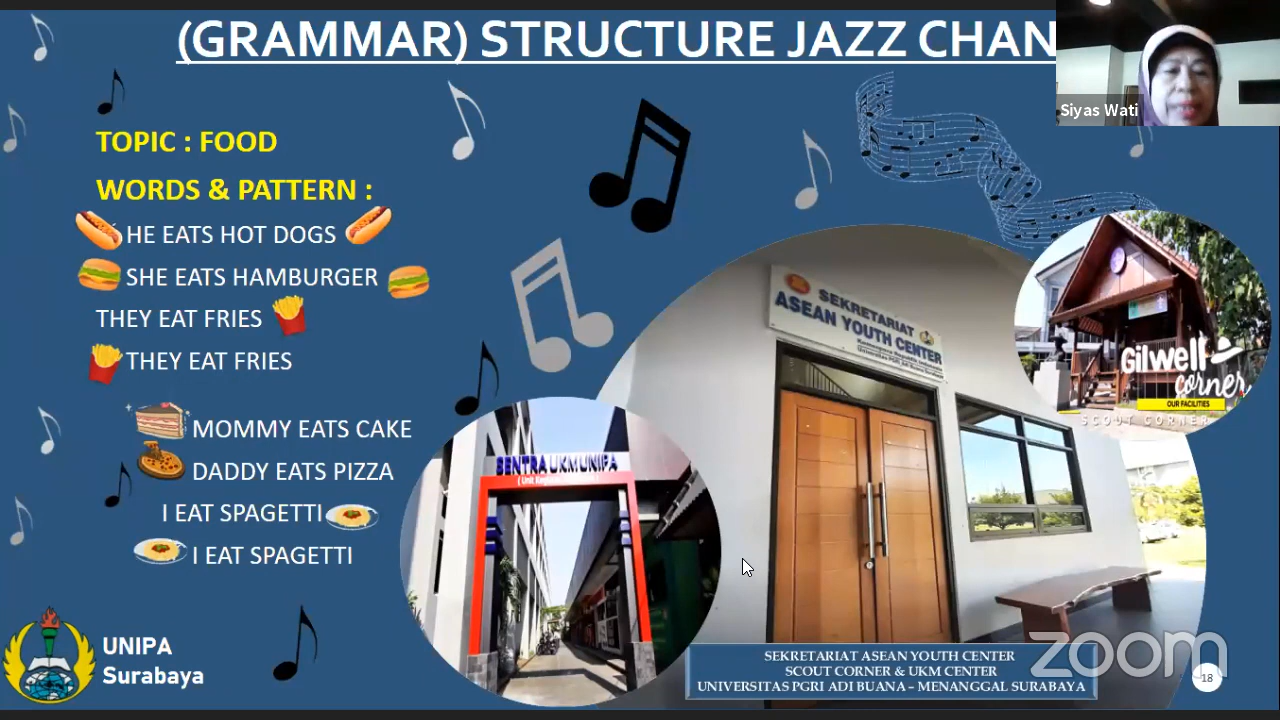 (GRAMMAR) STRUCTURE JAZZ CHAN
Siyas Wati
TOPIC : FOOD
WORDS & PATTERN :
HE EATS HOT DOGS
SHE EATS HAMBURGER
THEY EAT FRIES
THEY EAT FRIES
MOMMY EATS CAKE
DADDY EATS PIZZA
I EAT SPAGETTI
I EAT SPAGETTI
SEKRETARIAT
ASEAN YOUTH CENTER
Gilwell
corner
OUR FACILITIES
SCOUT CORNER
SENTRA UKM UNIPA
UNIPA
Surabaya
SEKRETARIAT ASEAN YOUTH CENTER
SCOUT CORNER & UKM CENTER
UNIVERSITAS PGRI ADI BUANA – MENANGGAL SURABAYA
zoom
18